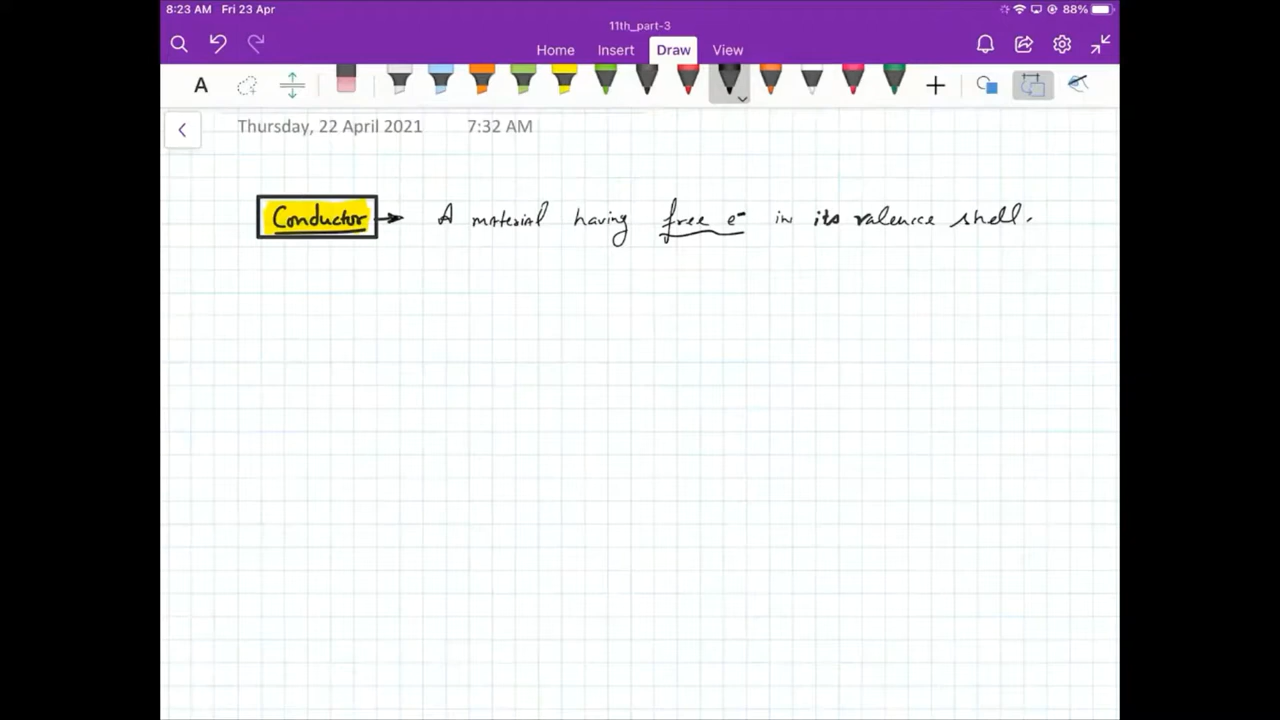 8:23 AM Fri 23 Apr 88%
11th_part-3
Home Insert Draw View
A
Thursday, 22 April 2021 7:32 AM
Conductor → A material having free e⁻ in its valence shell.